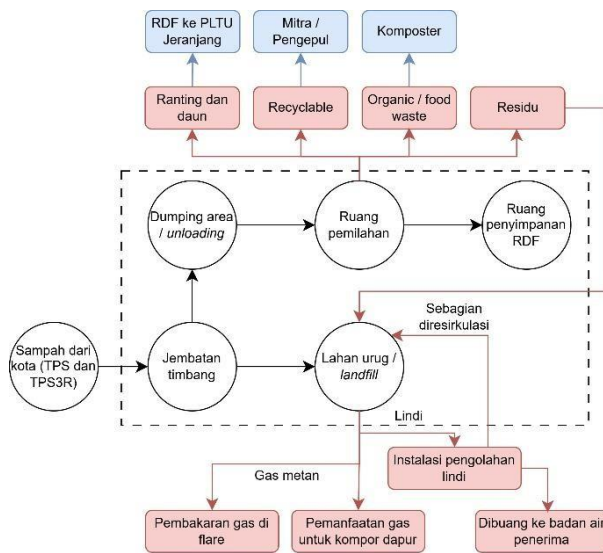 RDF ke PLTU
Jeranjang
Mitra /
Pengepul
Komposter
Ranting dan
daun
Recyclable
Organic / food
waste
Residu
Dumping area
/ unloading
Ruang
pemilahan
Ruang
penyimpanan
RDF
Sebagian
diresirkulasi
Sampah dari
kota (TPS dan
TPS3R)
Jembatan
timbang
Lahan urug /
landfill
Lindi
Instalasi pengolahan
lindi
Gas metan
Pembakaran gas di
flare
Pemanfaatan gas
untuk kompor dapur
Dibuang ke badan air
penerima